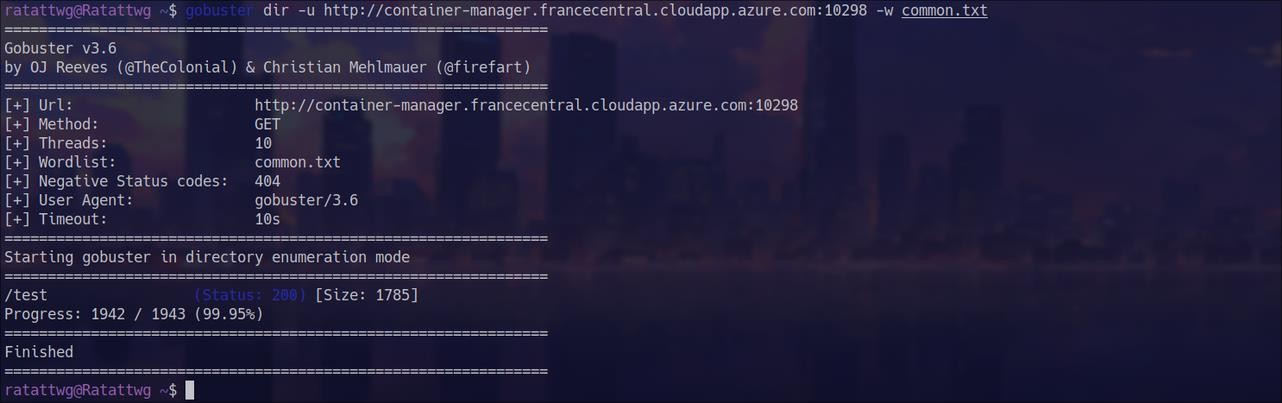 ratattwg@Ratattwg ~$ gobuster dir -u http://container-manager.francecentral.cloudapp.azure.com:10298 -w common.txt
===============================================================
Gobuster v3.6
by OJ Reeves (@TheColonial) & Christian Mehlmauer (@firefart)
===============================================================
[+] Url:                     http://container-manager.francecentral.cloudapp.azure.com:10298
[+] Method:                  GET
[+] Threads:                 10
[+] Wordlist:                common.txt
[+] Negative Status codes:   404
[+] User Agent:              gobuster/3.6
[+] Timeout:                 10s
===============================================================
Starting gobuster in directory enumeration mode
===============================================================
/test                 (Status: 200) [Size: 1785]
Progress: 1942 / 1943 (99.95%)
===============================================================
Finished
===============================================================
ratattwg@Ratattwg ~$